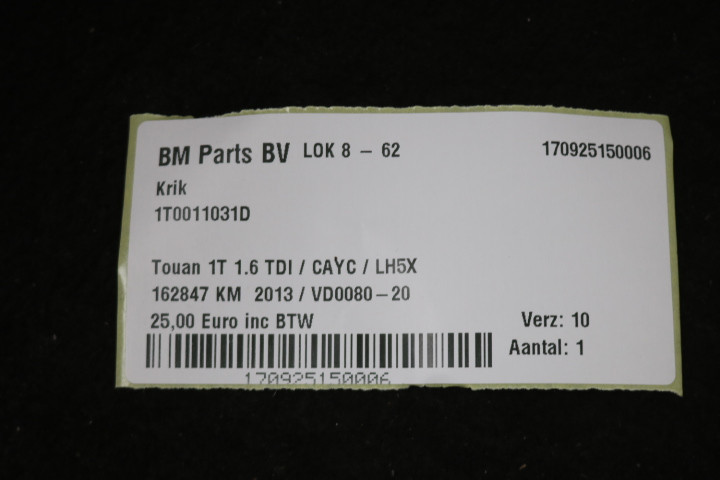 BM Parts BV LOK 8 - 62 170925150006
Krik
1T0011031D
Touan 1T 1.6 TDI / CAYC / LH5X
162847 KM 2013 / VD0080-20
25,00 Euro inc BTW Verz: 10
Aantal: 1
170925150006